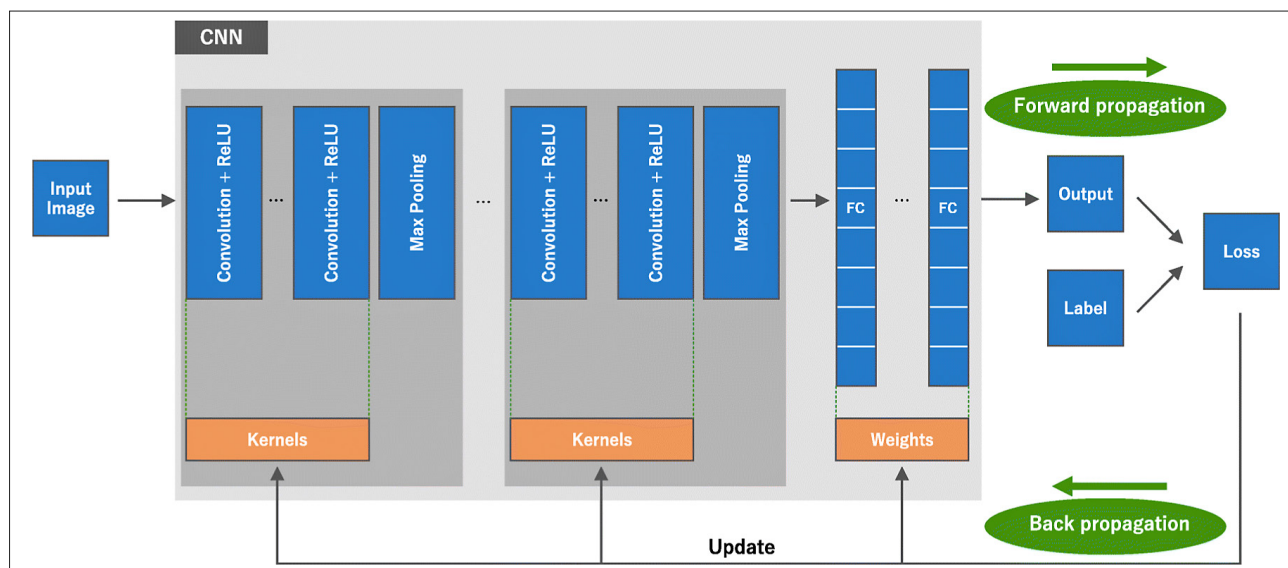 CNN
Forward propagation
Input
Image
Convolution + ReLU
...
Convolution + ReLU
Max Pooling
...
Convolution + ReLU
...
Convolution + ReLU
Max Pooling
FC
...
FC
Output
Label
Loss
Kernels
Kernels
Weights
Back propagation
Update